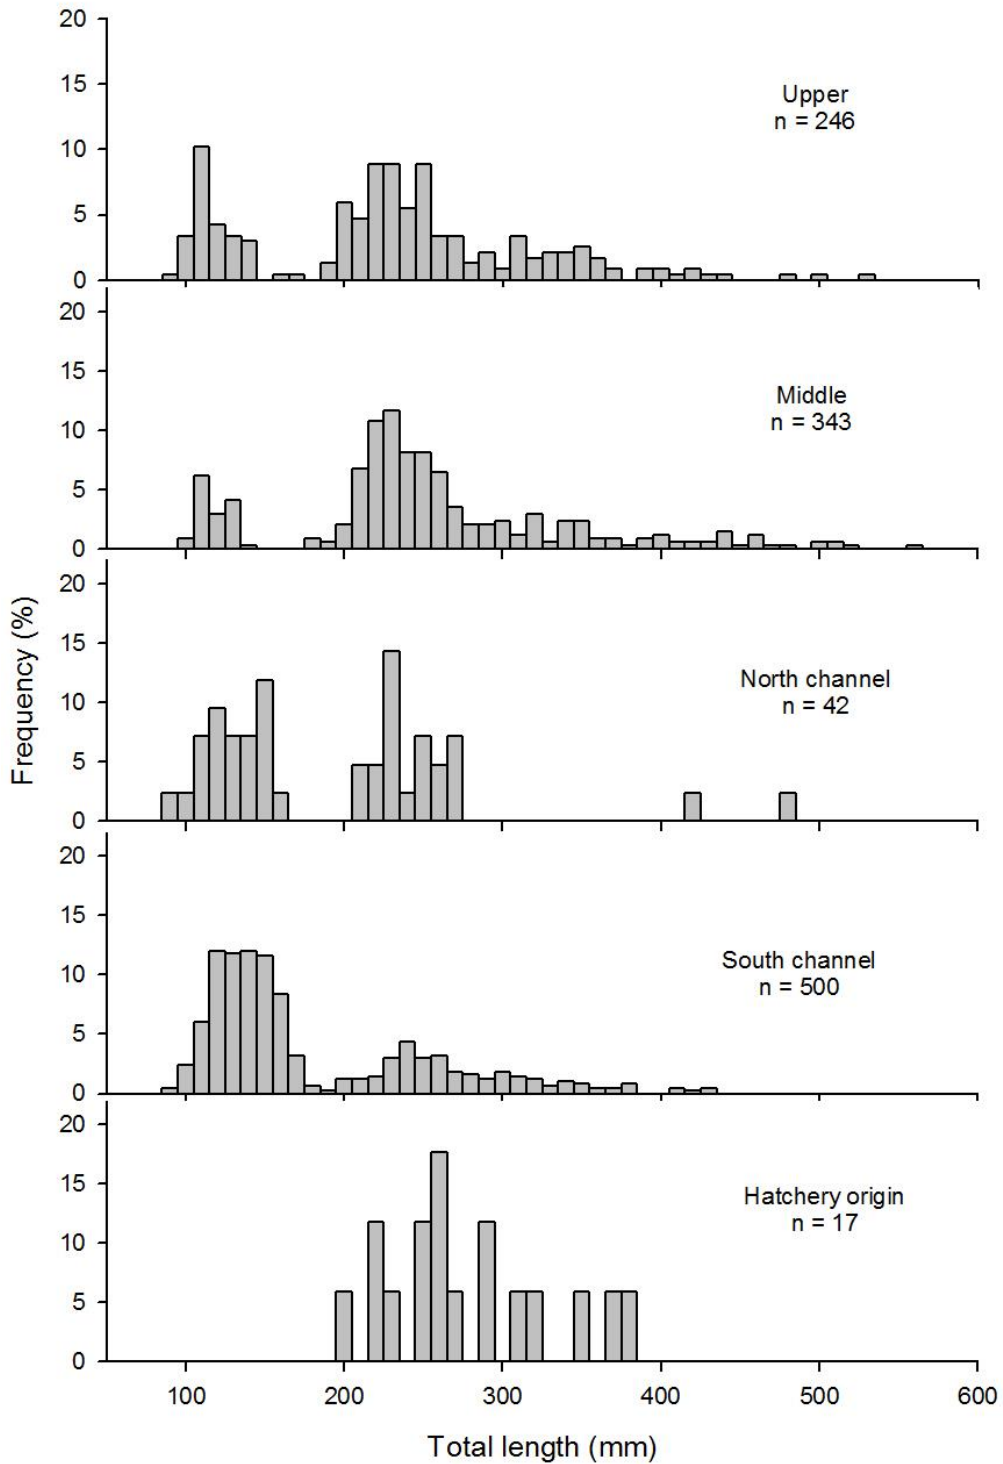 20
15
10
5
0
Upper
n = 246
20
15
10
5
0
Middle
n = 343
20
15
10
5
0
North channel
n = 42
20
15
10
5
0
South channel
n = 500
20
15
10
5
0
Hatchery origin
n = 17
Frequency (%)
100 200 300 400 500 600
Total length (mm)